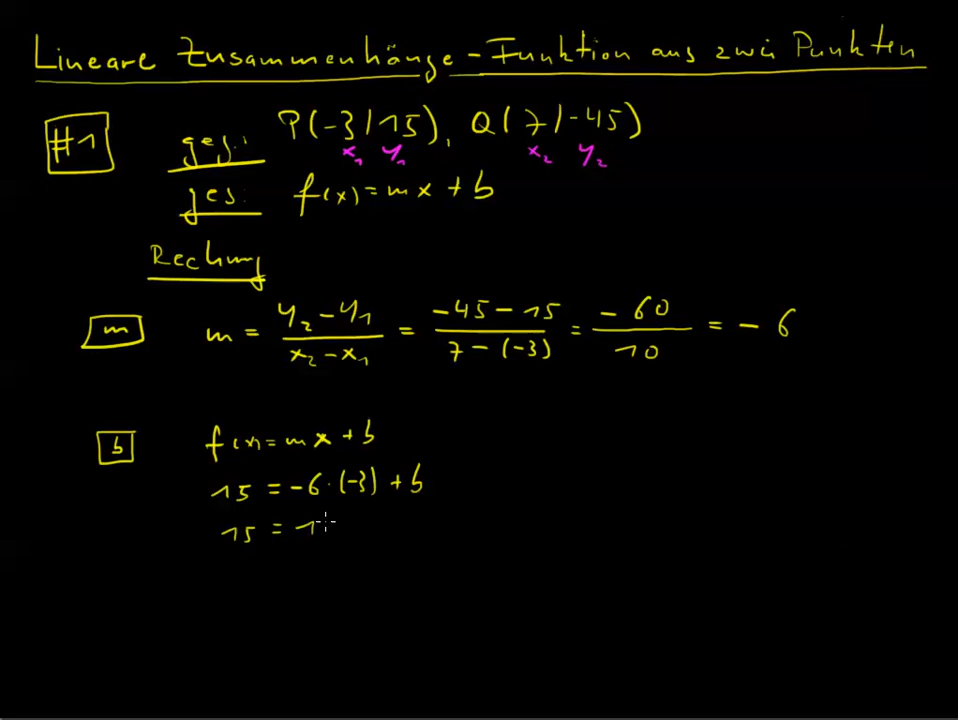 Lineare Zusammenhänge - Funktion aus zwei Punkten
#1 geg.: P(-3|15), Q(7|-45)
x₁ y₁ x₂ y₂
ges: f(x) = mx + b
Rechnung
m m = (y₂ - y₁)/(x₂ - x₁) = (-45 - 15)/(7 - (-3)) = (-60)/10 = -6
b f(x) = mx + b
15 = -6·(-3) + b
15 = 1